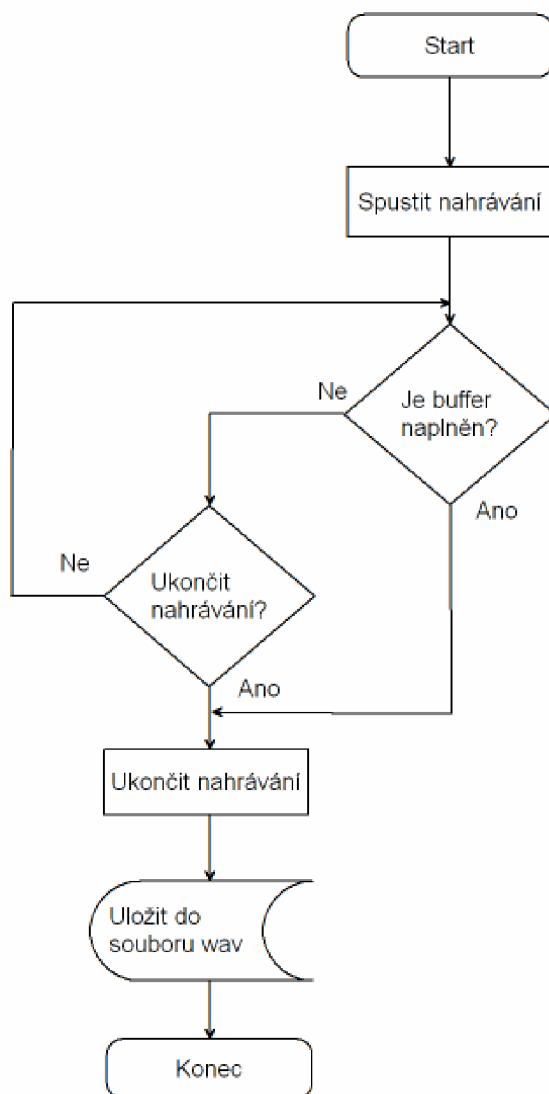 Start
Spustit nahrávání
Je buffer
naplněn?
Ne
Ano
Ukončit
nahrávání?
Ne
Ano
Ukončit nahrávání
Uložit do
souboru wav
Konec